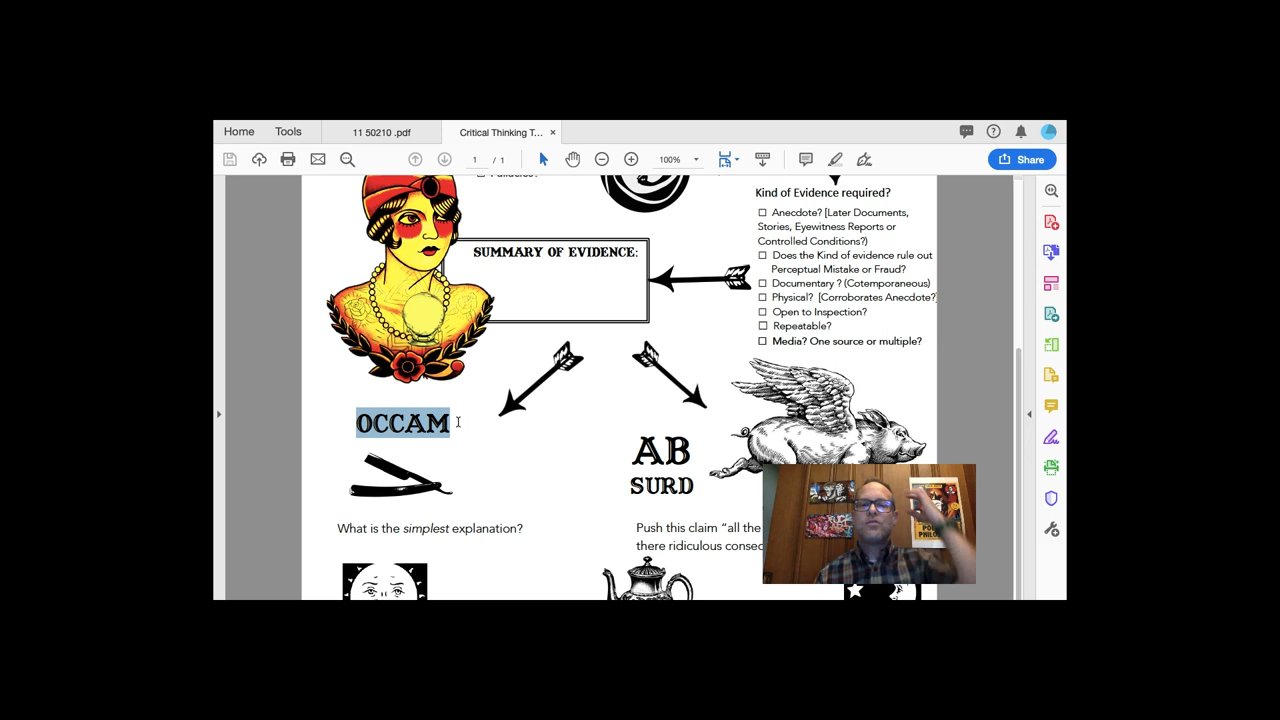 Home Tools 11 50210 .pdf Critical Thinking T... ×
1 / 1 100% Share
Kind of Evidence required?
Anecdote? [Later Documents,
Stories, Eyewitness Reports or
Controlled Conditions?)
Does the Kind of evidence rule out
Perceptual Mistake or Fraud?
Documentary ? (Cotemporaneous)
Physical? [Corroborates Anecdote?
Open to Inspection?
Repeatable?
Media? One source or multiple?
SUMMARY OF EVIDENCE:
OCCAM
What is the simplest explanation?
AB
SURD
Push this claim "all the
there ridiculous